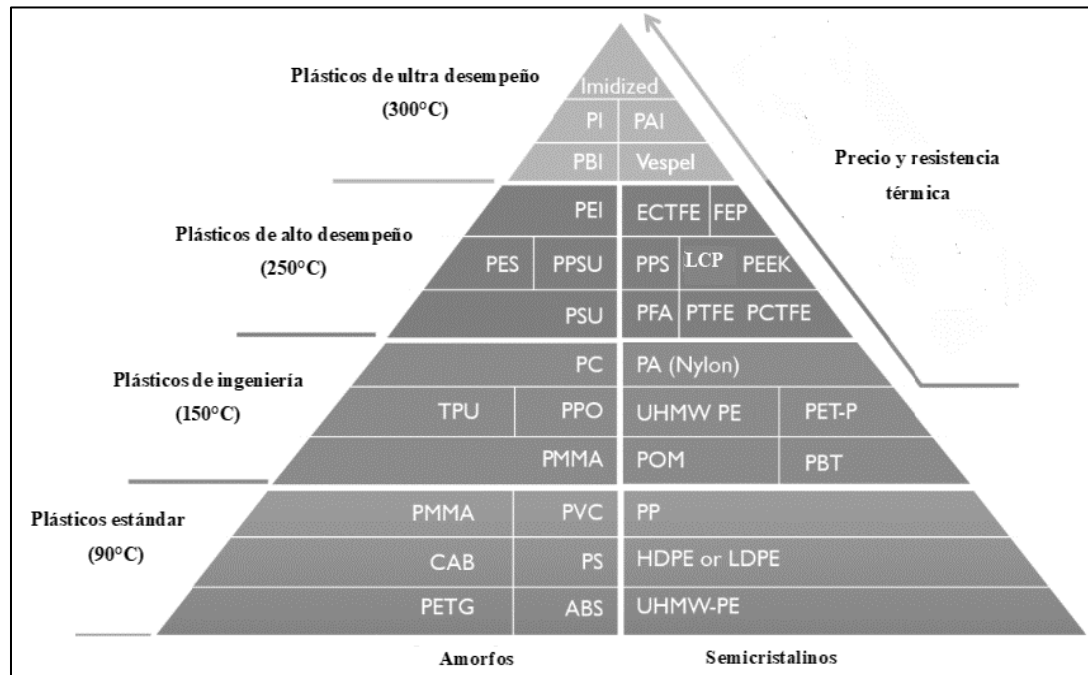 Plásticos de ultra desempeño
(300°C)
Imidized
PI PAI
PBI Vespel
Precio y resistencia
térmica
Plásticos de alto desempeño
(250°C)
PEI ECTFE FEP
PES PPSU PPS LCP PEEK
PSU PFA PTFE PCTFE
Plásticos de ingeniería
(150°C)
PC PA (Nylon)
TPU PPO UHMW PE PET-P
PMMA POM PBT
Plásticos estándar
(90°C)
PMMA PVC PP
CAB PS HDPE or LDPE
PETG ABS UHMW-PE
Amorfos Semicristalinos